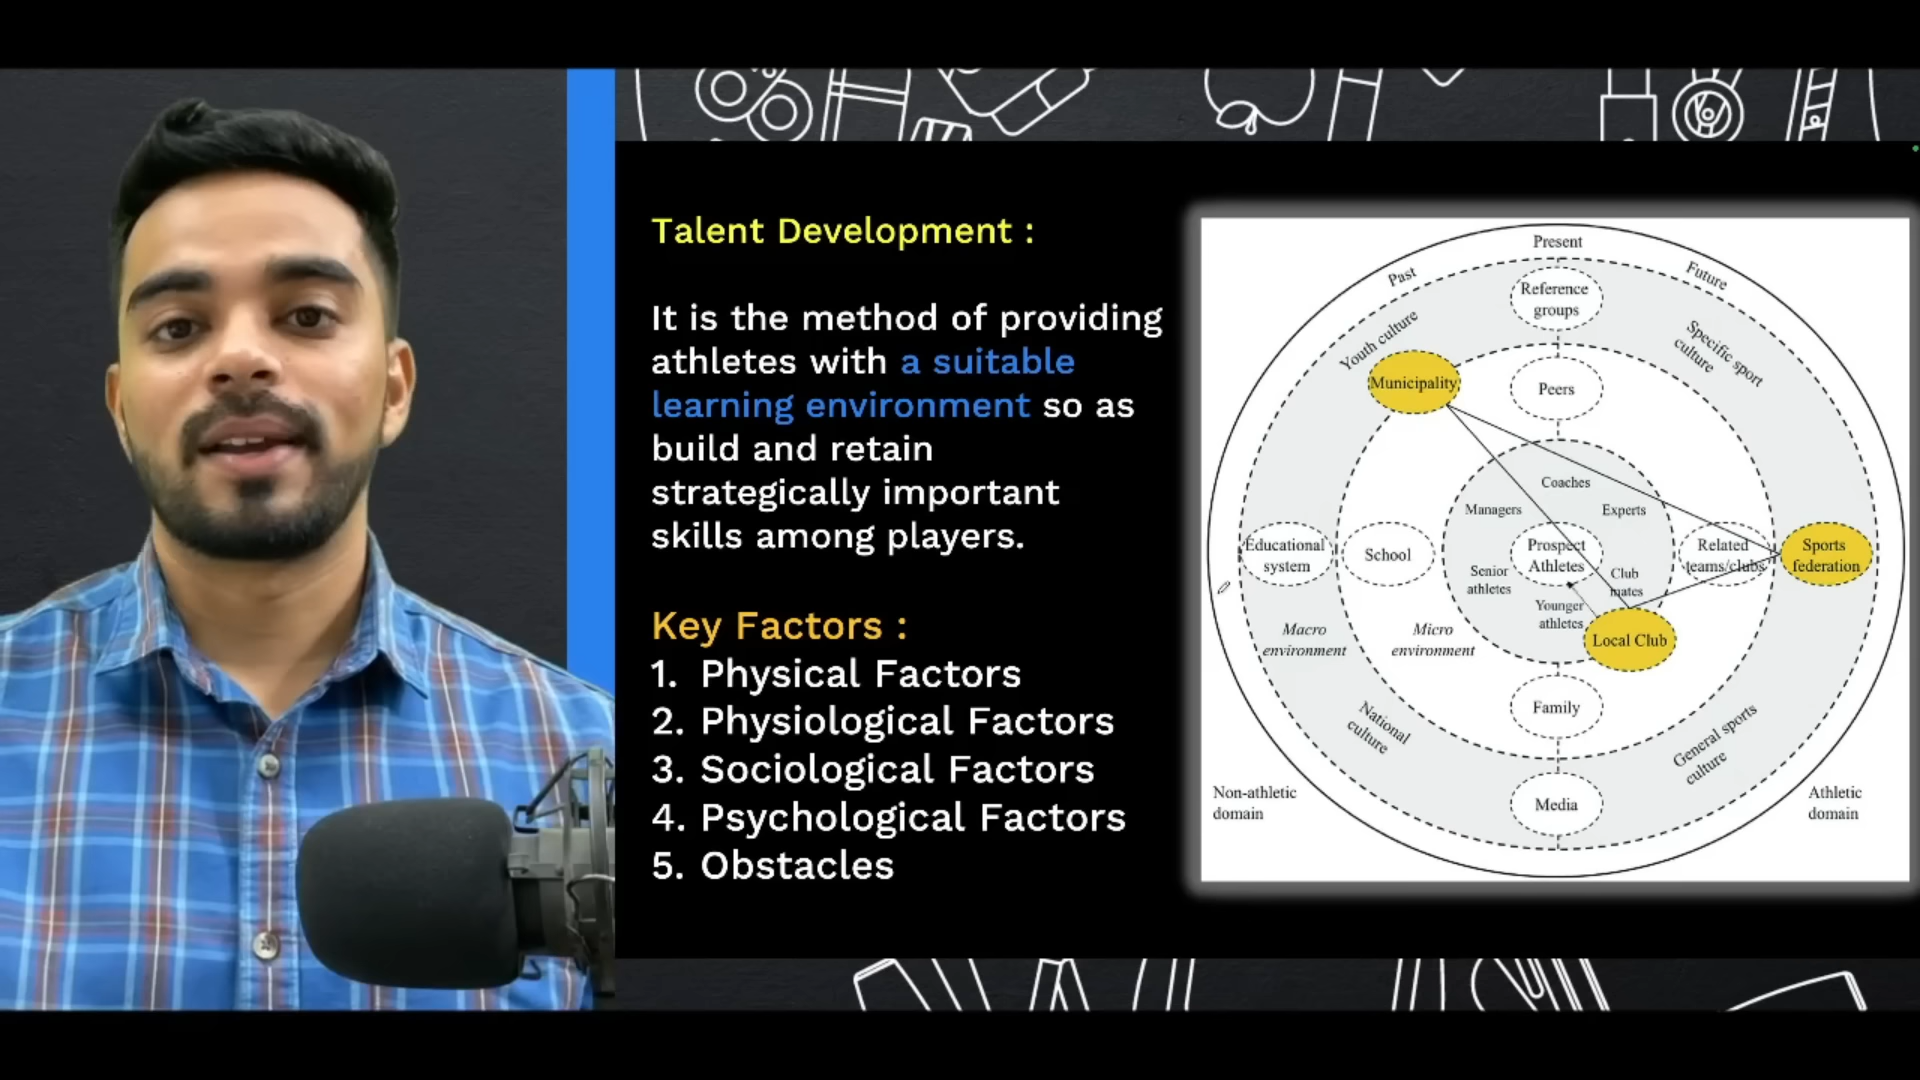 Talent Development :
It is the method of providing
athletes with a suitable
learning environment so as
build and retain
strategically important
skills among players.
Key Factors :
1. Physical Factors
2. Physiological Factors
3. Sociological Factors
4. Psychological Factors
5. Obstacles
Present
Past
Future
Reference
groups
Youth culture
Specific sport
culture
Municipality
Peers
Coaches
Managers
Experts
Educational
system
School
Prospect
Athletes
Related
teams/clubs
Sports
federation
Senior
athletes
Club
mates
Younger
athletes
Local Club
Macro
environment
Micro
environment
Family
National
culture
General sports
culture
Media
Non-athletic
domain
Athletic
domain